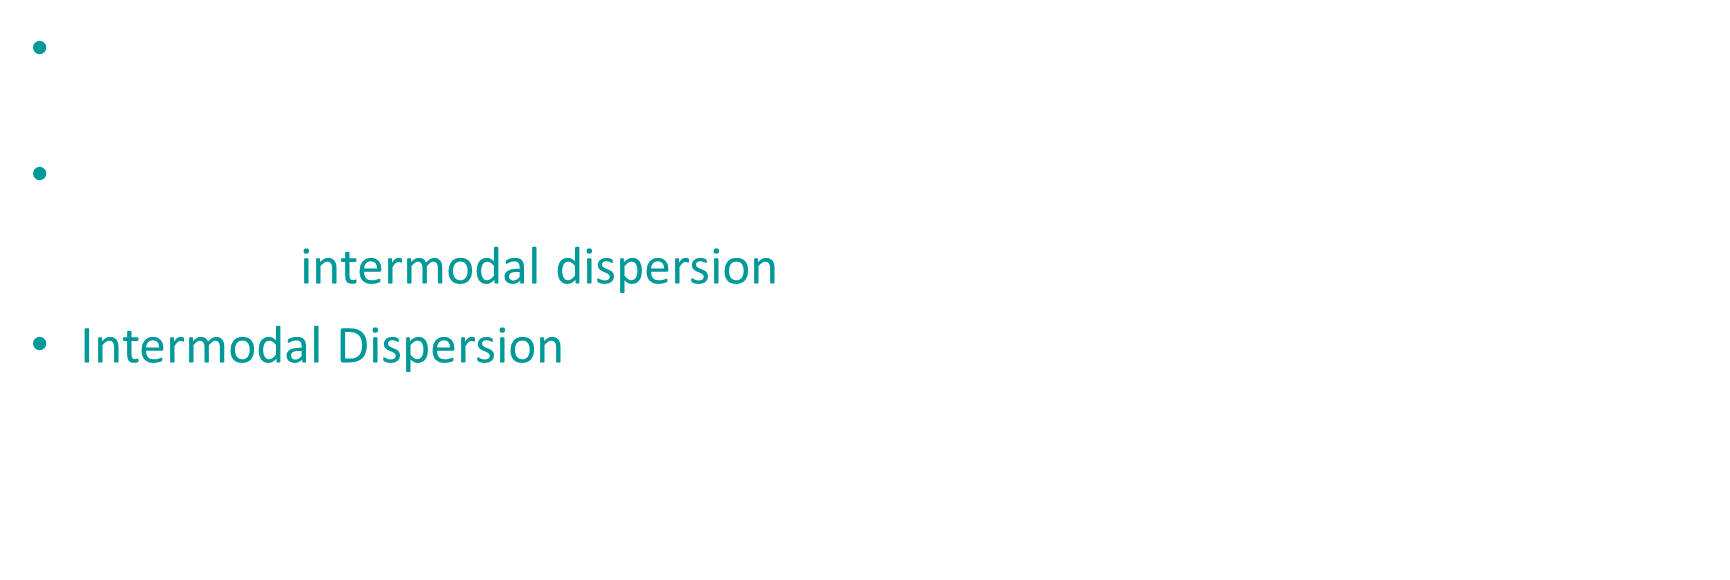 •
•
intermodal dispersion
• Intermodal Dispersion